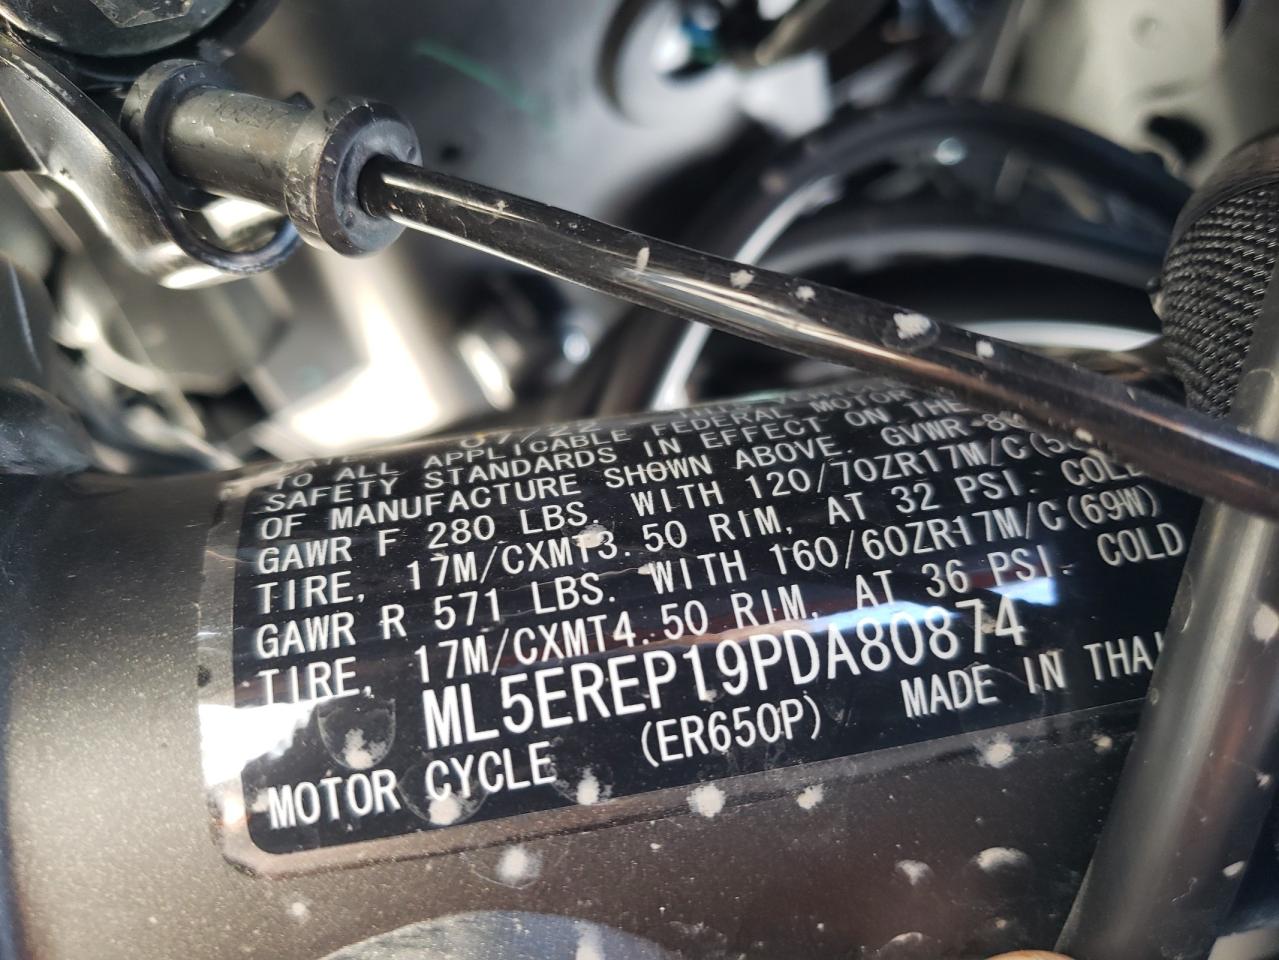 07/22
TO ALL APPLICABLE FEDERAL MOTOR
SAFETY STANDARDS IN EFFECT ON THE
OF MANUFACTURE SHOWN ABOVE. GVWR
GAWR F 280 LBS. WITH 120/70ZR17M/C(58
TIRE, 17M/CXMT3.50 RIM, AT 32 PSI. COLD
GAWR R 571 LBS. WITH 160/60ZR17M/C(69W)
TIRE, 17M/CXMT4.50 RIM, AT 36 PSI. COLD
ML5EREP19PDA80874
MOTOR CYCLE (ER650P) MADE IN THAI